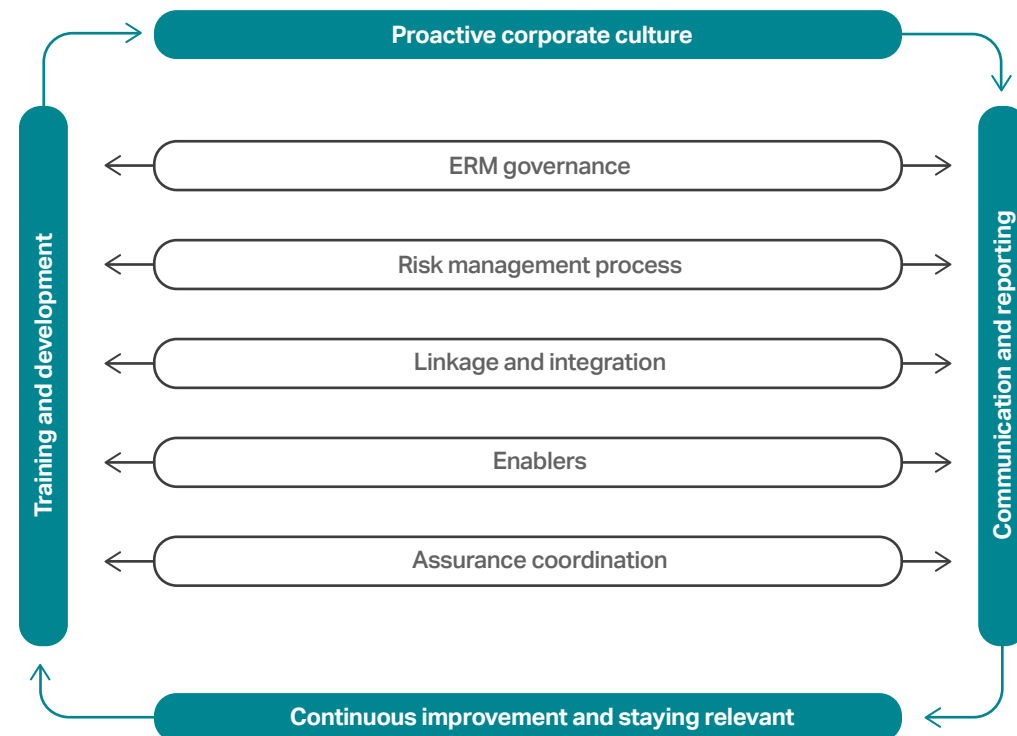 Proactive corporate culture
Training and development
ERM governance
Risk management process
Linkage and integration
Enablers
Assurance coordination
Communication and reporting
Continuous improvement and staying relevant